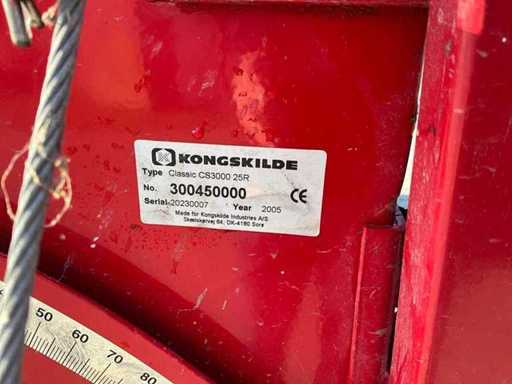 KONGSKILDE
Type Classic CS3000 25R
No. 300450000 CE
Serial 20230007 Year 2005
Made for Kongskilde Industries A/S
Skælskørvej 64, DK-4180 Sorø
50 60 70 80